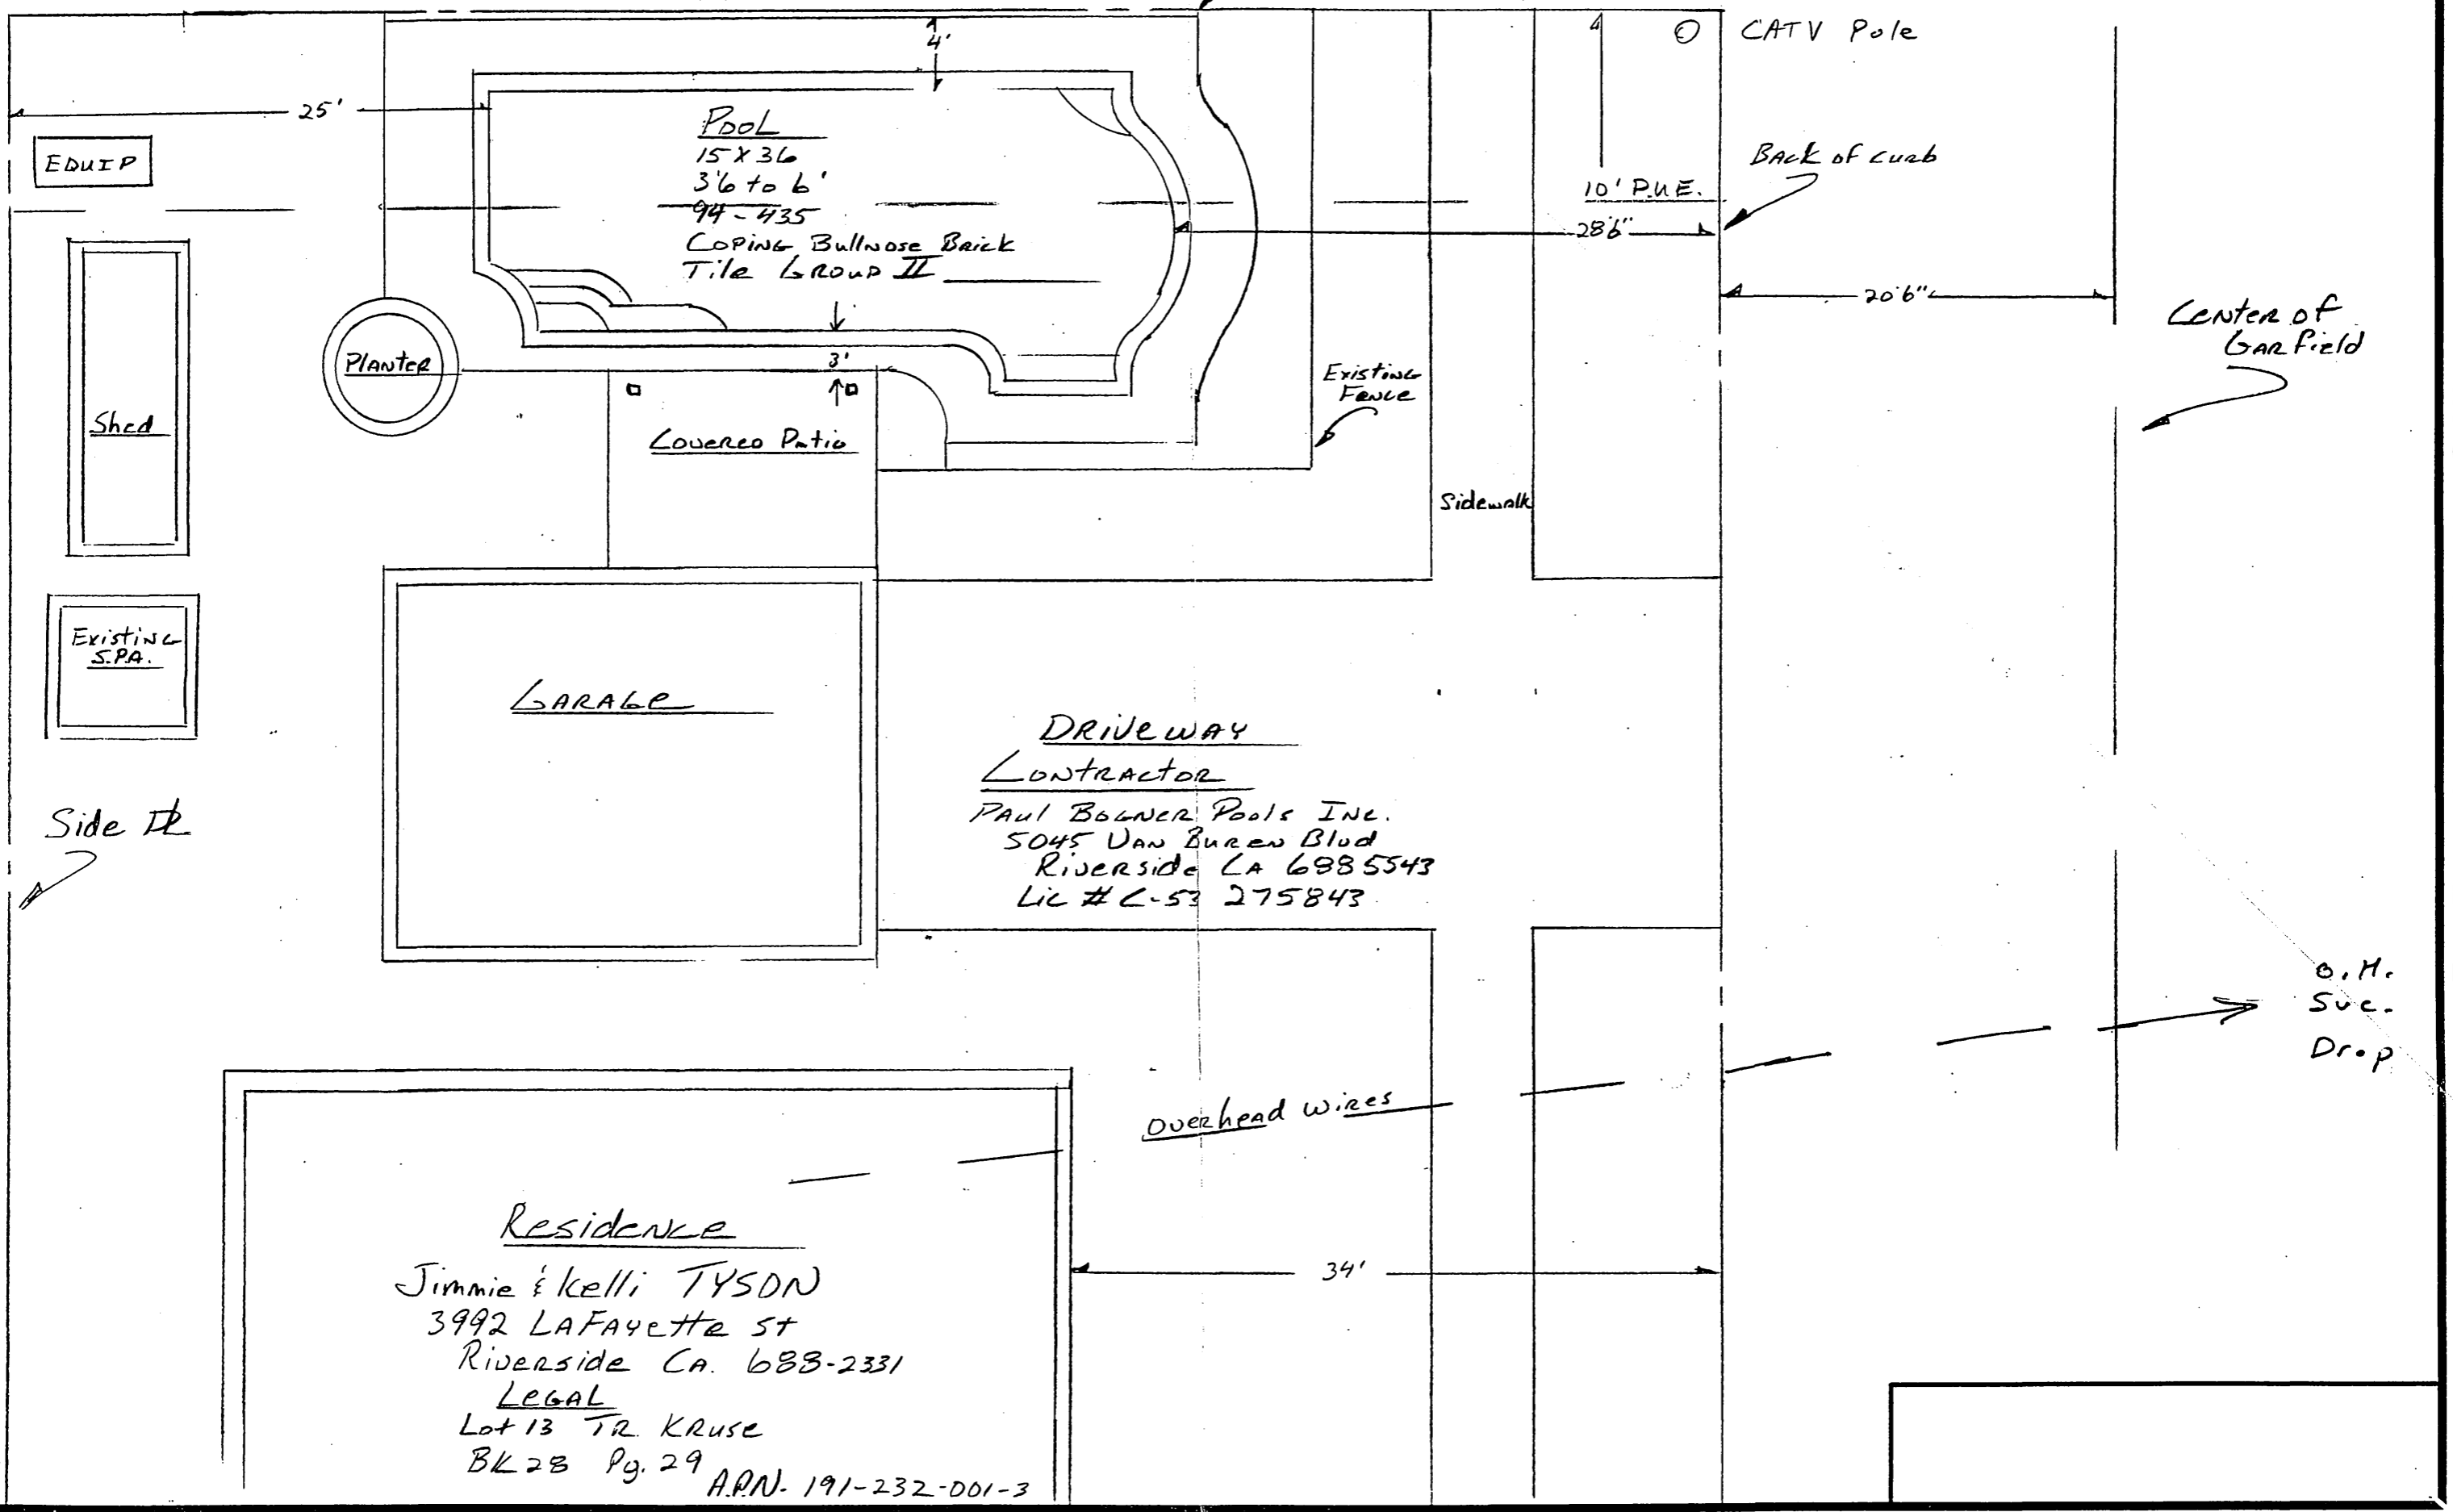 4'
CATV Pole
25'
EQUIP
POOL
15 X 36
3'6 to 6'
94-435
Coping Bullnose Brick
Tile Group II
10' P.U.E.
Back of curb
28'6"
20'6"
Center of
Garfield
Planter
3'
Existing
Fence
Shed
Covered Patio
Sidewalk
Existing
S.P.A.
GARAGE
DRIVEWAY
CONTRACTOR
PAUL BOGNER Pools INC.
5045 VAN BUREN Blvd
Riverside CA 6885543
Lic # C-53 275843
Side PL
O.H.
Svc.
Drop
Overhead Wires
Residence
Jimmie & Kelli TYSON
3992 LAFAYette St
Riverside CA. 688-2331
LEGAL
Lot 13 TR. KRUSE
BK 28 Pg. 29
A.P.N. 191-232-001-3
34'